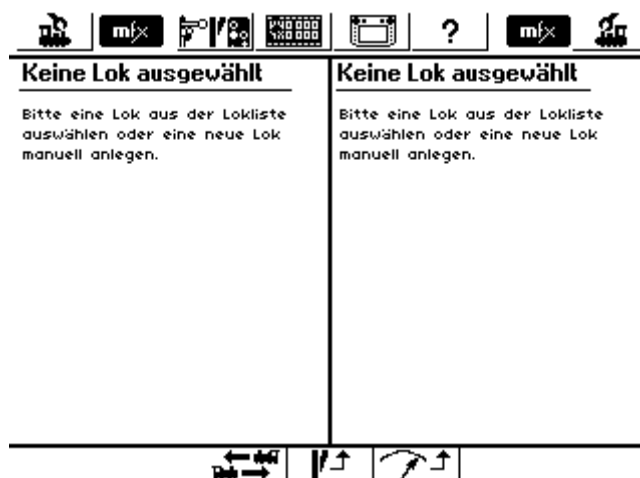 mfx
?
mfx
Keine Lok ausgewählt
Bitte eine Lok aus der Lokliste
auswählen oder eine neue Lok
manuell anlegen.
Keine Lok ausgewählt
Bitte eine Lok aus der Lokliste
auswählen oder eine neue Lok
manuell anlegen.